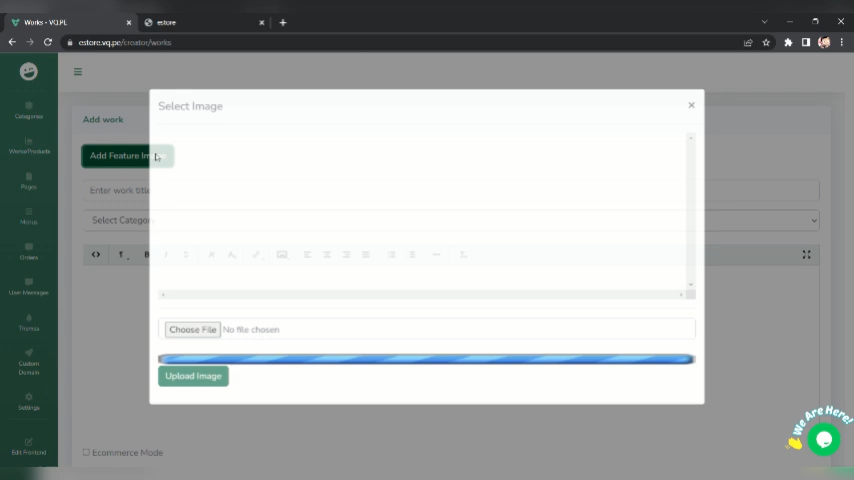 Works - VQ.PL
estore
estore.vq.pe/creator/works
Select Image
Add work
Add Feature Im
Enter work title
Select Category
Choose File No file chosen
Upload Image
Ecommerce Mode
Categories
Works/Products
Pages
Menus
Orders
User Messages
Themes
Custom
Domain
Settings
Edit Frontend
We Are Here!